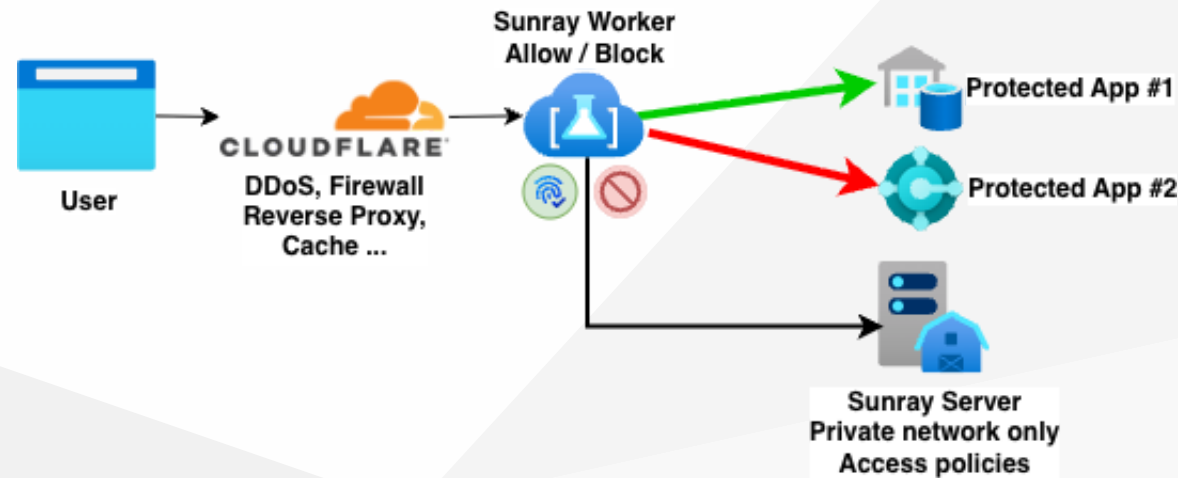 Sunray Worker
Allow / Block
Protected App #1
CLOUDFLARE
User
DDoS, Firewall
Reverse Proxy,
Cache ...
Protected App #2
Sunray Server
Private network only
Access policies